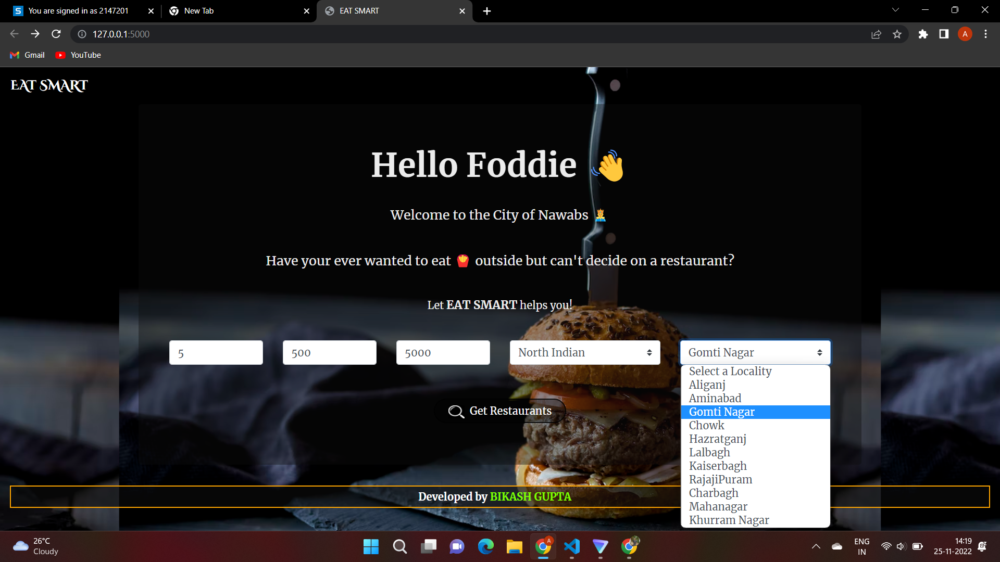 You are signed in as 2147201
New Tab
EAT SMART
127.0.0.1:5000
A
Gmail
YouTube
EAT SMART
Hello Foddie 👋
Welcome to the City of Nawabs 🤴
Have your ever wanted to eat 🍟 outside but can't decide on a restaurant?
Let EAT SMART helps you!
5
500
5000
North Indian
Gomti Nagar
Select a Locality
Aliganj
Aminabad
Gomti Nagar
Chowk
Hazratganj
Lalbagh
Kaiserbagh
RajajiPuram
Charbagh
Mahanagar
Khurram Nagar
Get Restaurants
Developed by BIKASH GUPTA
26°C
Cloudy
A
ENG
IN
14:19
25-11-2022